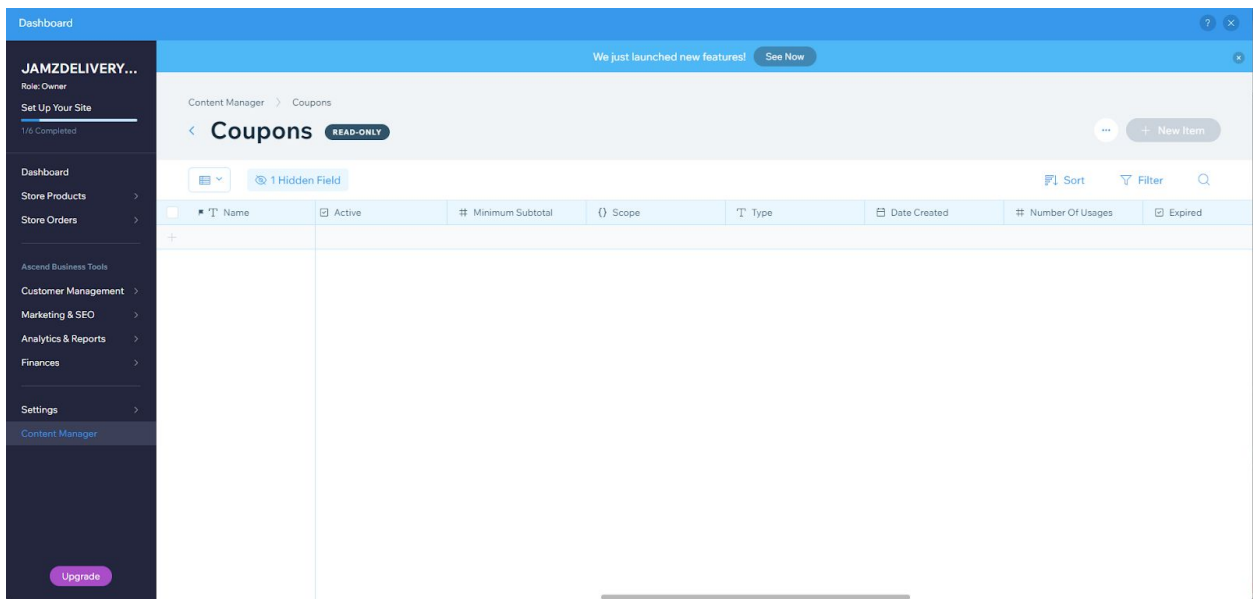 Dashboard
?
We just launched new features! See Now
JAMZDELIVERY...
Role: Owner
Set Up Your Site
1/6 Completed
Dashboard
Store Products
Store Orders
Ascend Business Tools
Customer Management
Marketing & SEO
Analytics & Reports
Finances
Settings
Content Manager
Upgrade
Content Manager > Coupons
Coupons READ-ONLY
+ New Item
1 Hidden Field
Sort
Filter
T Name
Active
# Minimum Subtotal
{} Scope
T Type
Date Created
# Number Of Usages
Expired